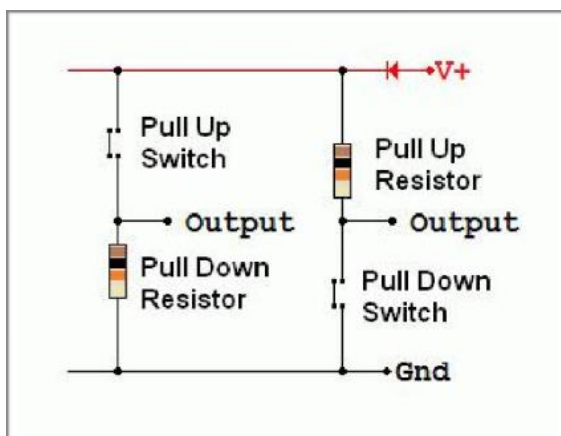 V+
Pull Up
Switch
Pull Up
Resistor
Output
Output
Pull Down
Resistor
Pull Down
Switch
Gnd